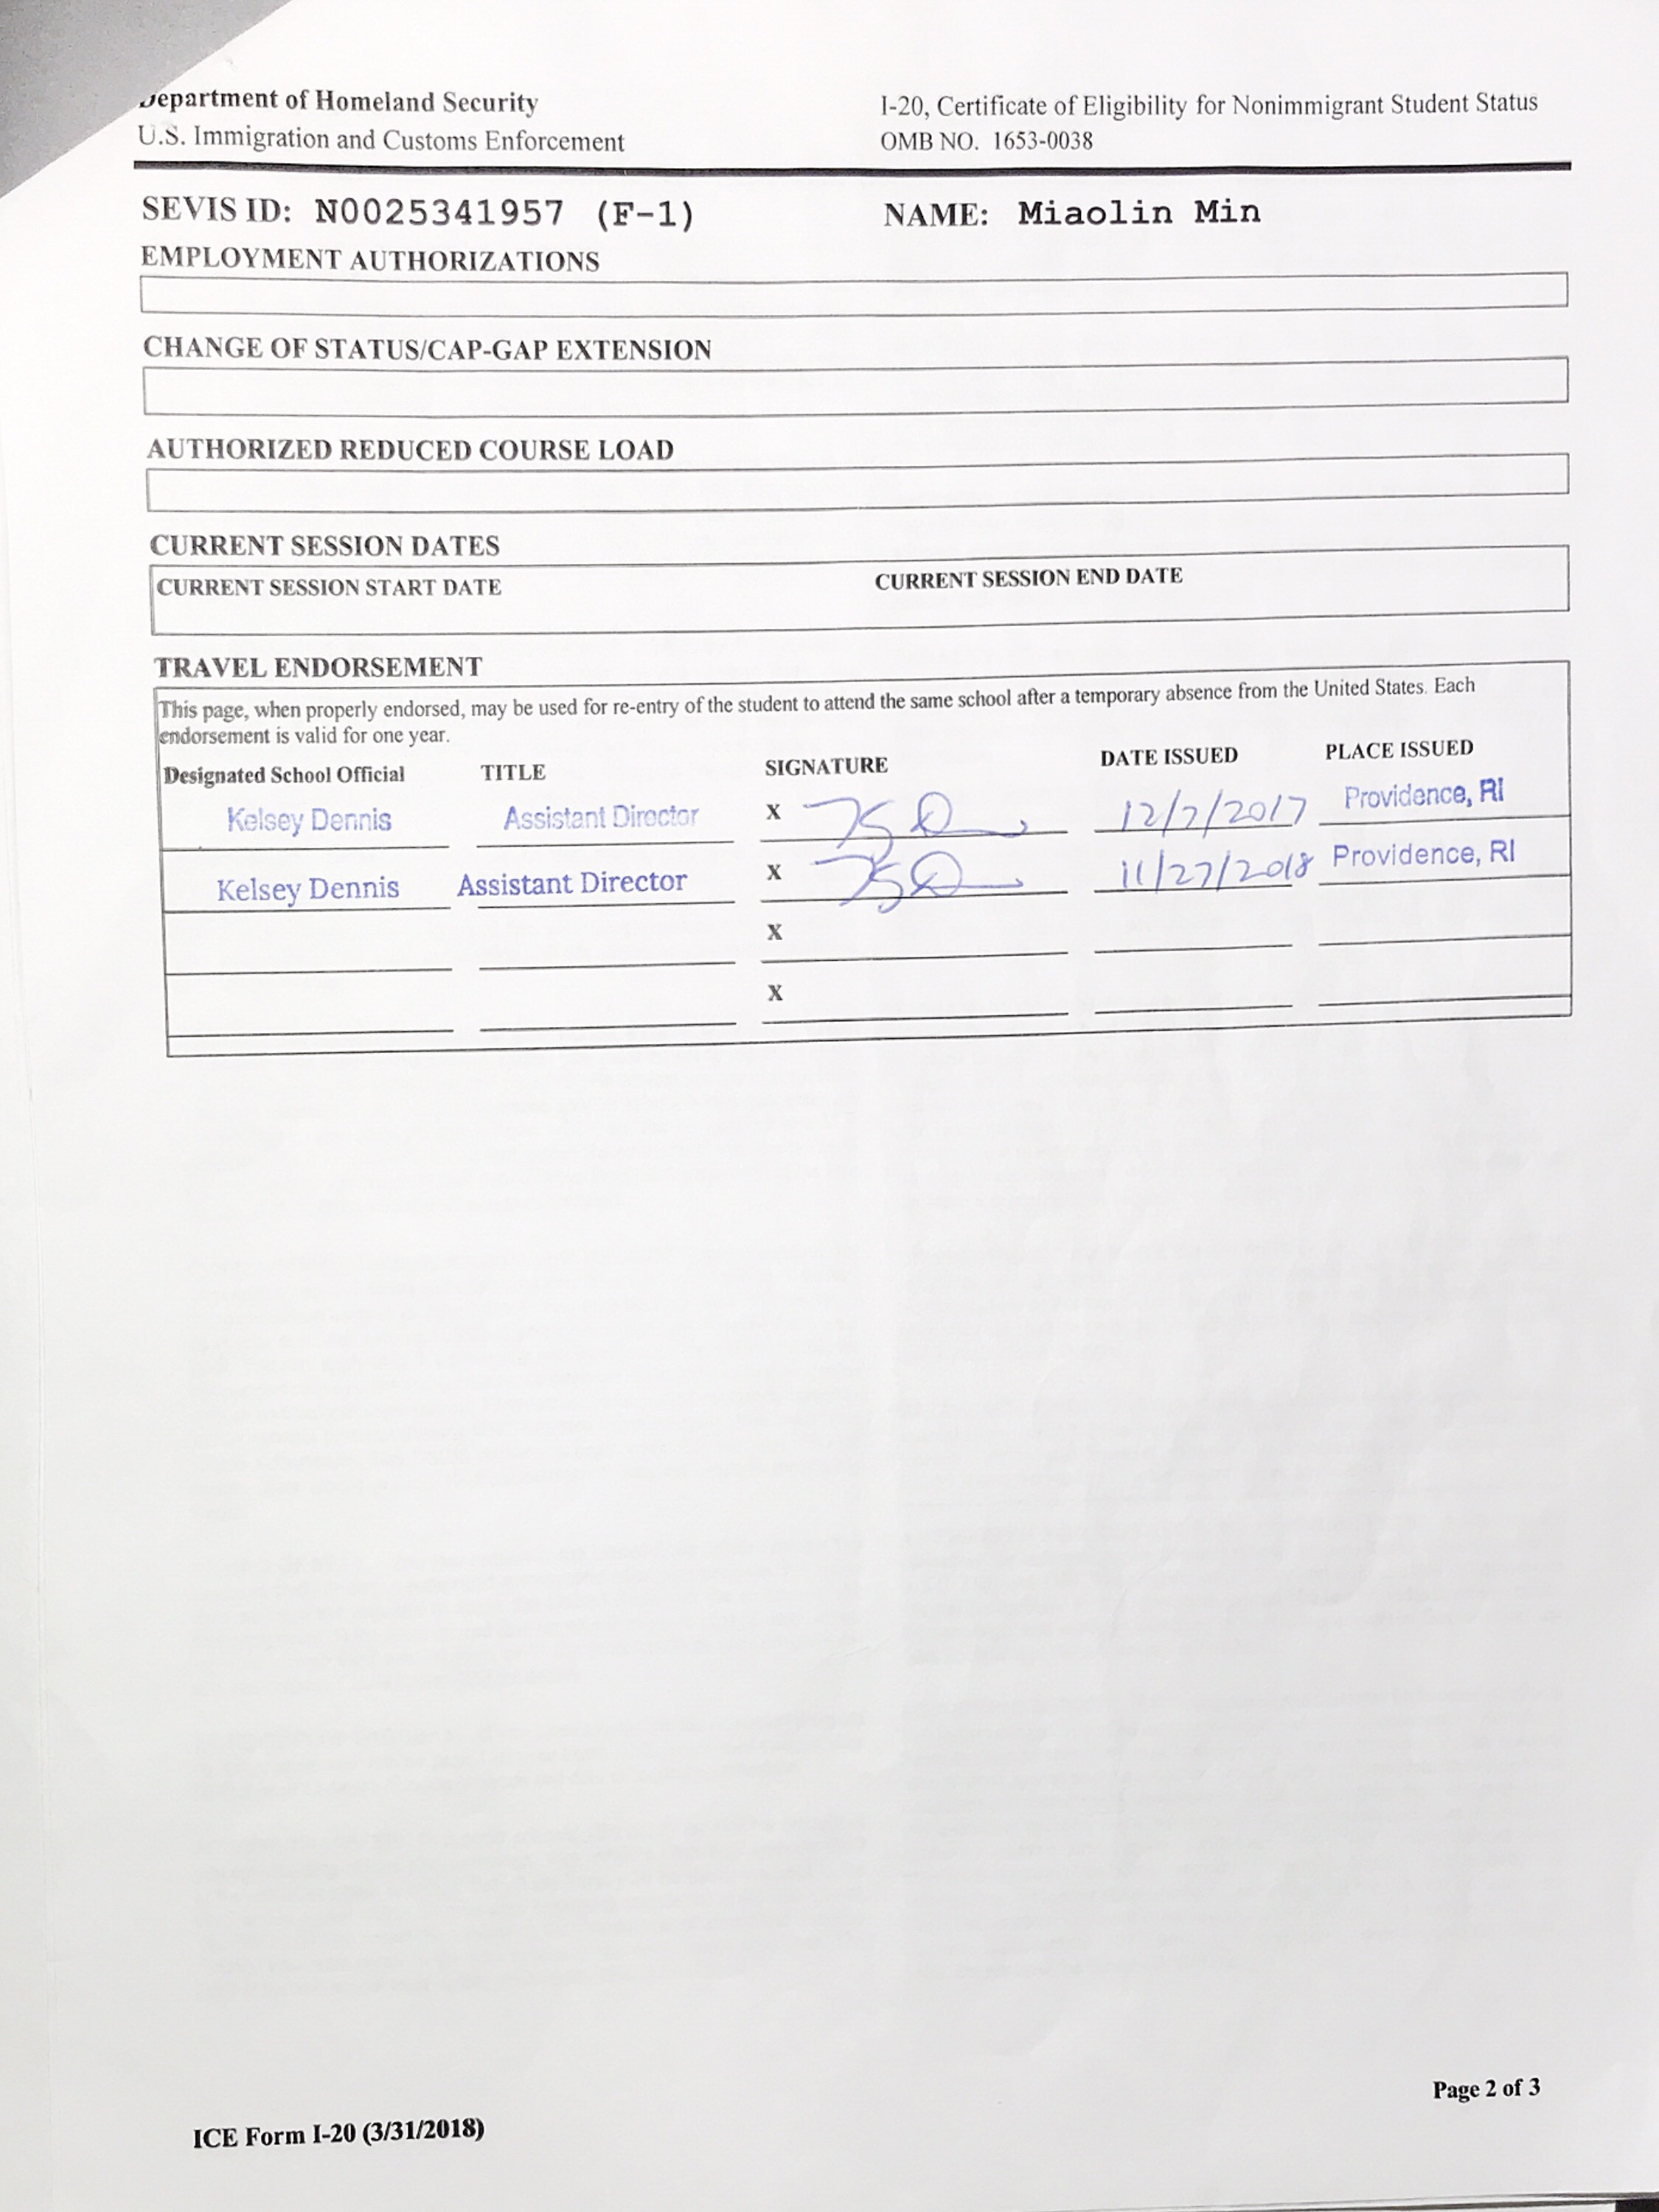 Department of Homeland Security
U.S. Immigration and Customs Enforcement
I-20, Certificate of Eligibility for Nonimmigrant Student Status
OMB NO. 1653-0038
SEVIS ID: N0025341957 (F-1)
NAME: Miaolin Min
EMPLOYMENT AUTHORIZATIONS
CHANGE OF STATUS/CAP-GAP EXTENSION
AUTHORIZED REDUCED COURSE LOAD
CURRENT SESSION DATES
CURRENT SESSION START DATE
CURRENT SESSION END DATE
TRAVEL ENDORSEMENT
This page, when properly endorsed, may be used for re-entry of the student to attend the same school after a temporary absence from the United States. Each
endorsement is valid for one year.
Designated School Official TITLE SIGNATURE DATE ISSUED PLACE ISSUED
Kelsey Dennis Assistant Director X 12/7/2017 Providence, RI
Kelsey Dennis Assistant Director X 11/27/2018 Providence, RI
X
X
Page 2 of 3
ICE Form I-20 (3/31/2018)